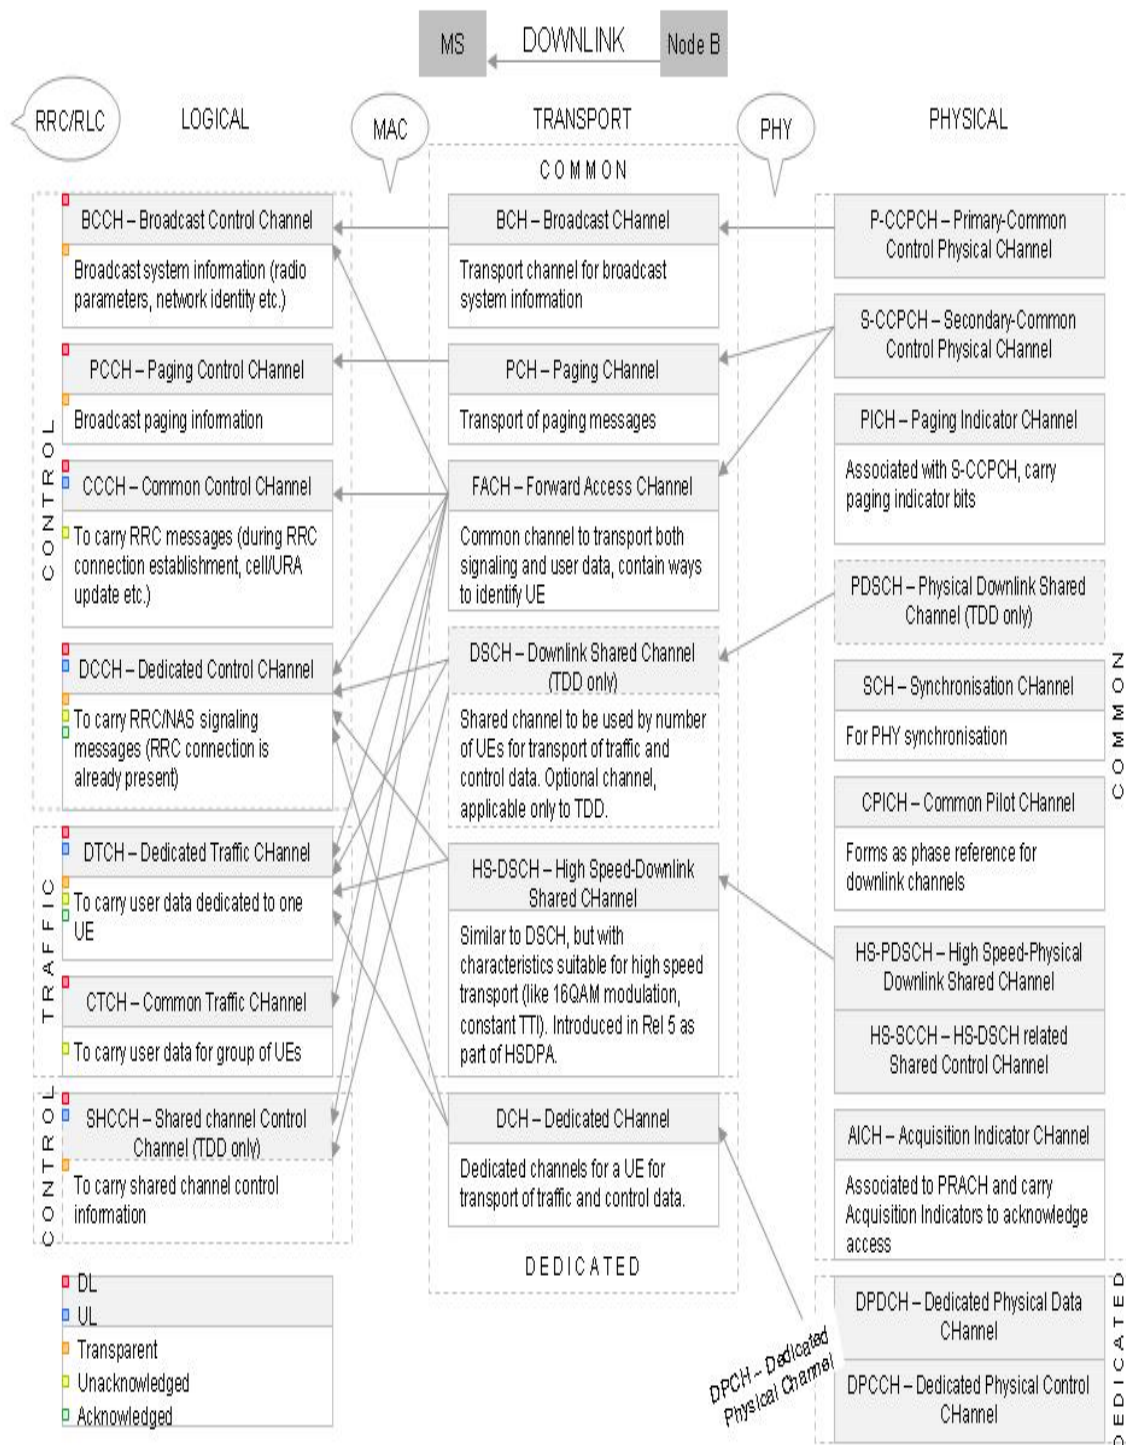 MS
DOWNLINK
Node B
RRC/RLC
LOGICAL
MAC
TRANSPORT
PHY
PHYSICAL
COMMON
CONTROL
BCCH – Broadcast Control Channel
Broadcast system information (radio
parameters, network identity etc.)
PCCH – Paging Control CHannel
Broadcast paging information
CCCH – Common Control CHannel
To carry RRC messages (during RRC
connection establishment, cell/URA
update etc.)
DCCH – Dedicated Control CHannel
To carry RRC/NAS signaling
messages (RRC connection is
already present)
TRAFFIC
DTCH – Dedicated Traffic CHannel
To carry user data dedicated to one
UE
CTCH – Common Traffic CHannel
To carry user data for group of UEs
CONTROL
SHCCH – Shared channel Control
Channel (TDD only)
To carry shared channel control
information
DL
UL
Transparent
Unacknowledged
Acknowledged
BCH – Broadcast CHannel
Transport channel for broadcast
system information
PCH – Paging CHannel
Transport of paging messages
FACH – Forward Access CHannel
Common channel to transport both
signaling and user data, contain ways
to identify UE
DSCH – Downlink Shared Channel
(TDD only)
Shared channel to be used by number
of UEs for transport of traffic and
control data. Optional channel,
applicable only to TDD.
HS-DSCH – High Speed-Downlink
Shared CHannel
Similar to DSCH, but with
characteristics suitable for high speed
transport (like 16QAM modulation,
constant TTI). Introduced in Rel 5 as
part of HSDPA.
DCH – Dedicated CHannel
Dedicated channels for a UE for
transport of traffic and control data.
DEDICATED
P-CCPCH – Primary-Common
Control Physical CHannel
S-CCPCH – Secondary-Common
Control Physical CHannel
PICH – Paging Indicator CHannel
Associated with S-CCPCH, carry
paging indicator bits
PDSCH – Physical Downlink Shared
Channel (TDD only)
SCH – Synchronisation CHannel
For PHY synchronisation
CPICH – Common Pilot CHannel
Forms as phase reference for
downlink channels
HS-PDSCH – High Speed-Physical
Downlink Shared CHannel
HS-SCCH – HS-DSCH related
Shared Control CHannel
AICH – Acquisition Indicator CHannel
Associated to PRACH and carry
Acquisition Indicators to acknowledge
access
COMMON
DPCH – Dedicated
Physical Channel
DPDCH – Dedicated Physical Data
CHannel
DPCCH – Dedicated Physical Control
CHannel
DEDICATED